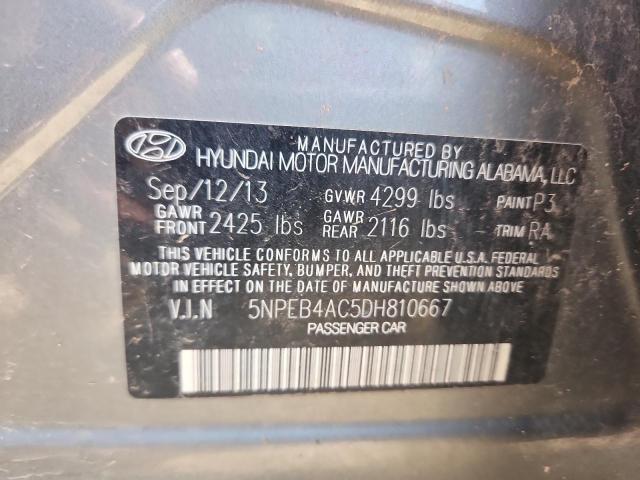 MANUFACTURED BY
HYUNDAI MOTOR MANUFACTURING ALABAMA, LLC
Sep/12/13 GVWR 4299 lbs PAINT P3
GAWR FRONT 2425 lbs GAWR REAR 2116 lbs TRIM RA
THIS VEHICLE CONFORMS TO ALL APPLICABLE U.S.A. FEDERAL
MOTOR VEHICLE SAFETY, BUMPER, AND THEFT PREVENTION STANDARDS
IN EFFECT ON THE DATE OF MANUFACTURE SHOWN ABOVE
V.I.N 5NPEB4AC5DH810667
PASSENGER CAR